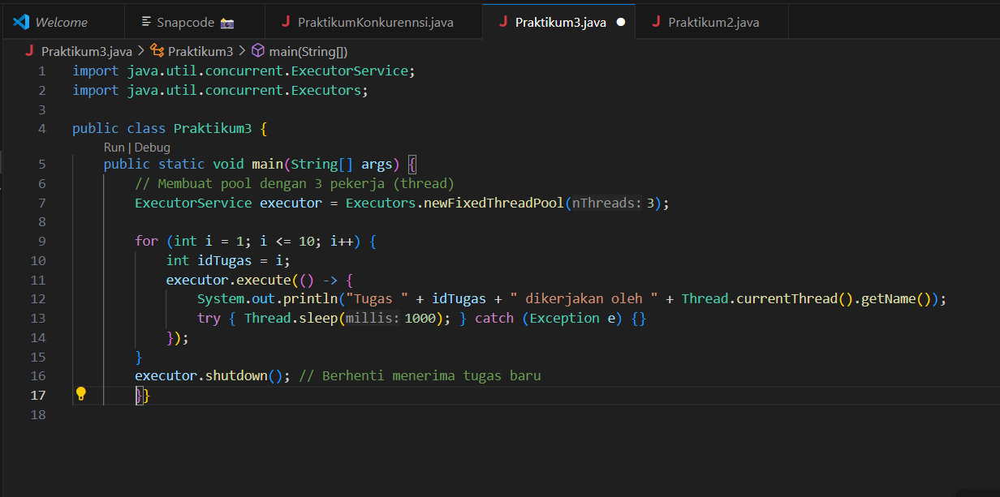 Welcome Snapcode 📷 J PraktikumKonkurennsi.java J Praktikum3.java ● J Praktikum2.java
J Praktikum3.java > Praktikum3 > main(String[])
1 import java.util.concurrent.ExecutorService;
2 import java.util.concurrent.Executors;
3
4 public class Praktikum3 {
Run | Debug
5 public static void main(String[] args) {
6 // Membuat pool dengan 3 pekerja (thread)
7 ExecutorService executor = Executors.newFixedThreadPool(nThreads: 3);
8
9 for (int i = 1; i <= 10; i++) {
10 int idTugas = i;
11 executor.execute(() -> {
12 System.out.println("Tugas " + idTugas + " dikerjakan oleh " + Thread.currentThread().getName());
13 try { Thread.sleep(millis: 1000); } catch (Exception e) {}
14 });
15 }
16 executor.shutdown(); // Berhenti menerima tugas baru
17 }}
18